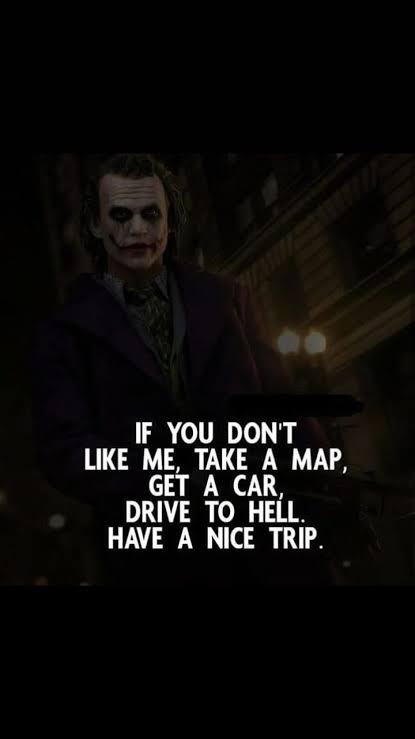 IF YOU DON'T
LIKE ME, TAKE A MAP,
GET A CAR,
DRIVE TO HELL.
HAVE A NICE TRIP.